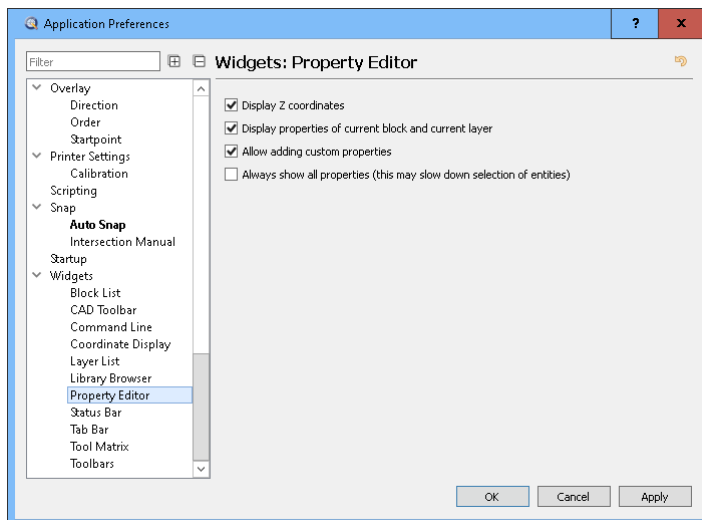 Application Preferences
?
x
Filter
Widgets: Property Editor
Overlay
Direction
Order
Startpoint
Printer Settings
Calibration
Scripting
Snap
Auto Snap
Intersection Manual
Startup
Widgets
Block List
CAD Toolbar
Command Line
Coordinate Display
Layer List
Library Browser
Property Editor
Status Bar
Tab Bar
Tool Matrix
Toolbars
Display Z coordinates
Display properties of current block and current layer
Allow adding custom properties
Always show all properties (this may slow down selection of entities)
OK
Cancel
Apply